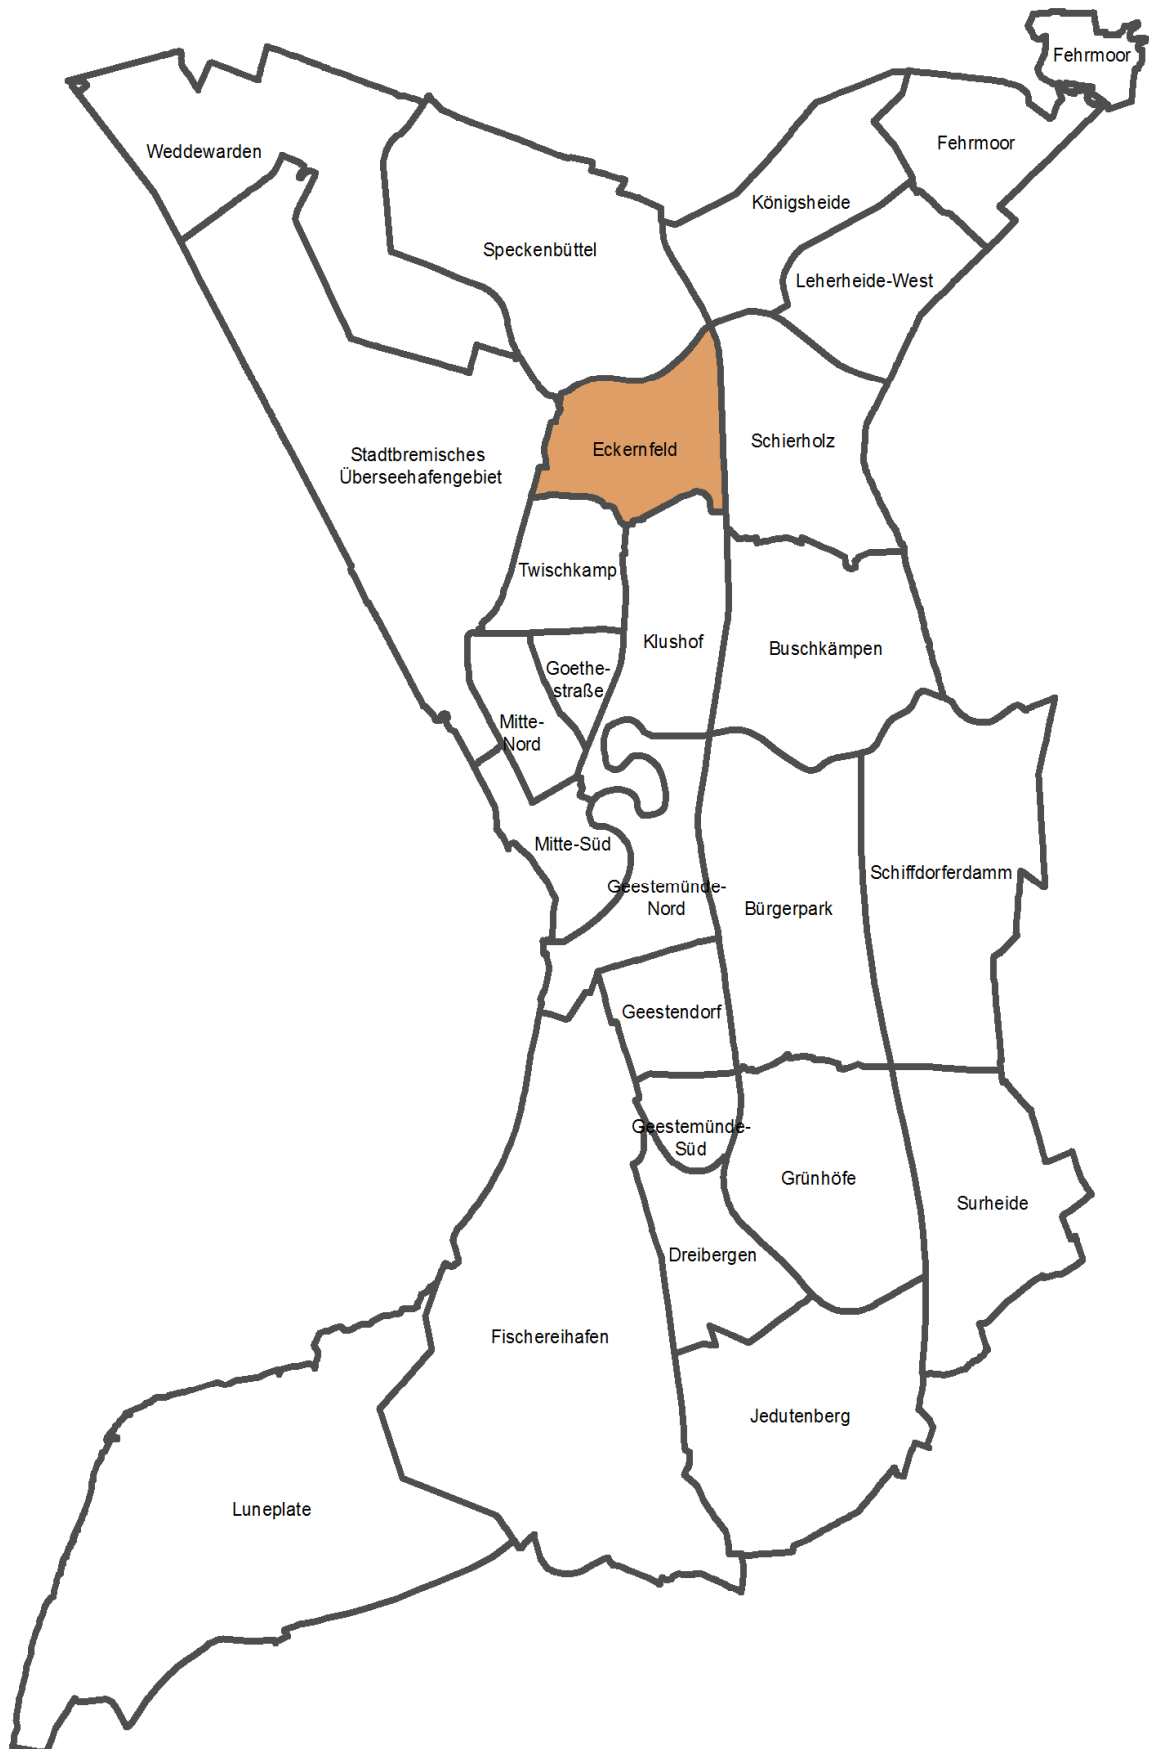 Fehrmoor
Fehrmoor
Weddewarden
Königsheide
Speckenbüttel
Leherheide-West
Schierholz
Eckernfeld
Stadtbremisches
Überseehafengebiet
Twischkamp
Klushof
Buschkämpen
Goethe-
straße
Mitte-
Nord
Mitte-Süd
Schiffdorferdamm
Geestemünde-
Nord
Bürgerpark
Geestendorf
Geestemünde-
Süd
Grünhöfe
Surheide
Dreibergen
Fischereihafen
Jedutenberg
Luneplate